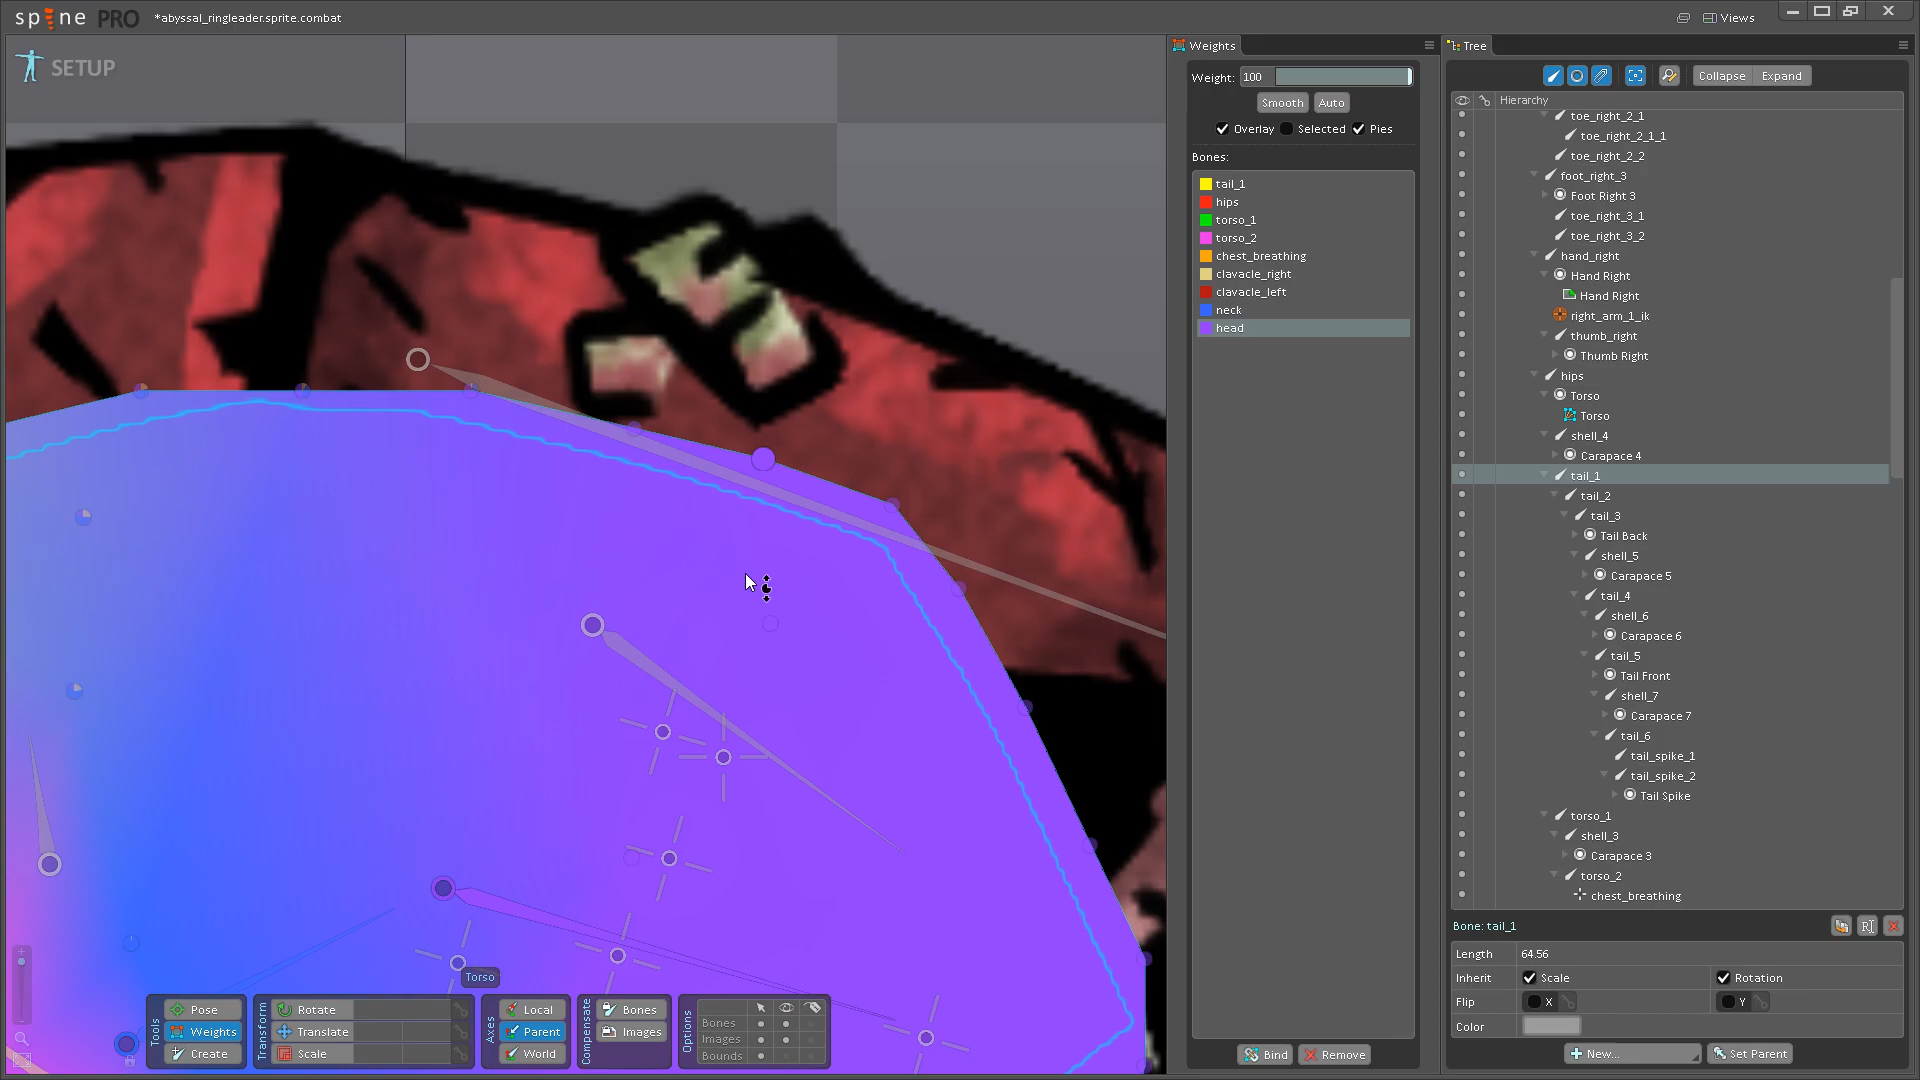 spine PRO
*abyssal_ringleader.sprite.combat
Views
SETUP
Weights
Weight: 100
Smooth
Auto
Overlay
Selected
Pies
Bones:
tail_1
hips
torso_1
torso_2
chest_breathing
clavacle_right
clavacle_left
neck
head
Bind
Remove
Tree
Collapse
Expand
Hierarchy
toe_right_2_1
toe_right_2_1_1
toe_right_2_2
foot_right_3
Foot Right 3
toe_right_3_1
toe_right_3_2
hand_right
Hand Right
Hand Right
right_arm_1_ik
thumb_right
Thumb Right
hips
Torso
Torso
shell_4
Carapace 4
tail_1
tail_2
tail_3
Tail Back
shell_5
Carapace 5
tail_4
shell_6
Carapace 6
tail_5
Tail Front
shell_7
Carapace 7
tail_6
tail_spike_1
tail_spike_2
Tail Spike
torso_1
shell_3
Carapace 3
torso_2
chest_breathing
Bone: tail_1
Length 64.56
Inherit Scale Rotation
Flip X Y
Color
New...
Set Parent
Torso
Tools
Pose
Weights
Create
Transform
Rotate
Translate
Scale
Axes
Local
Parent
World
Compensate
Bones
Images
Options
Bones
Images
Bounds